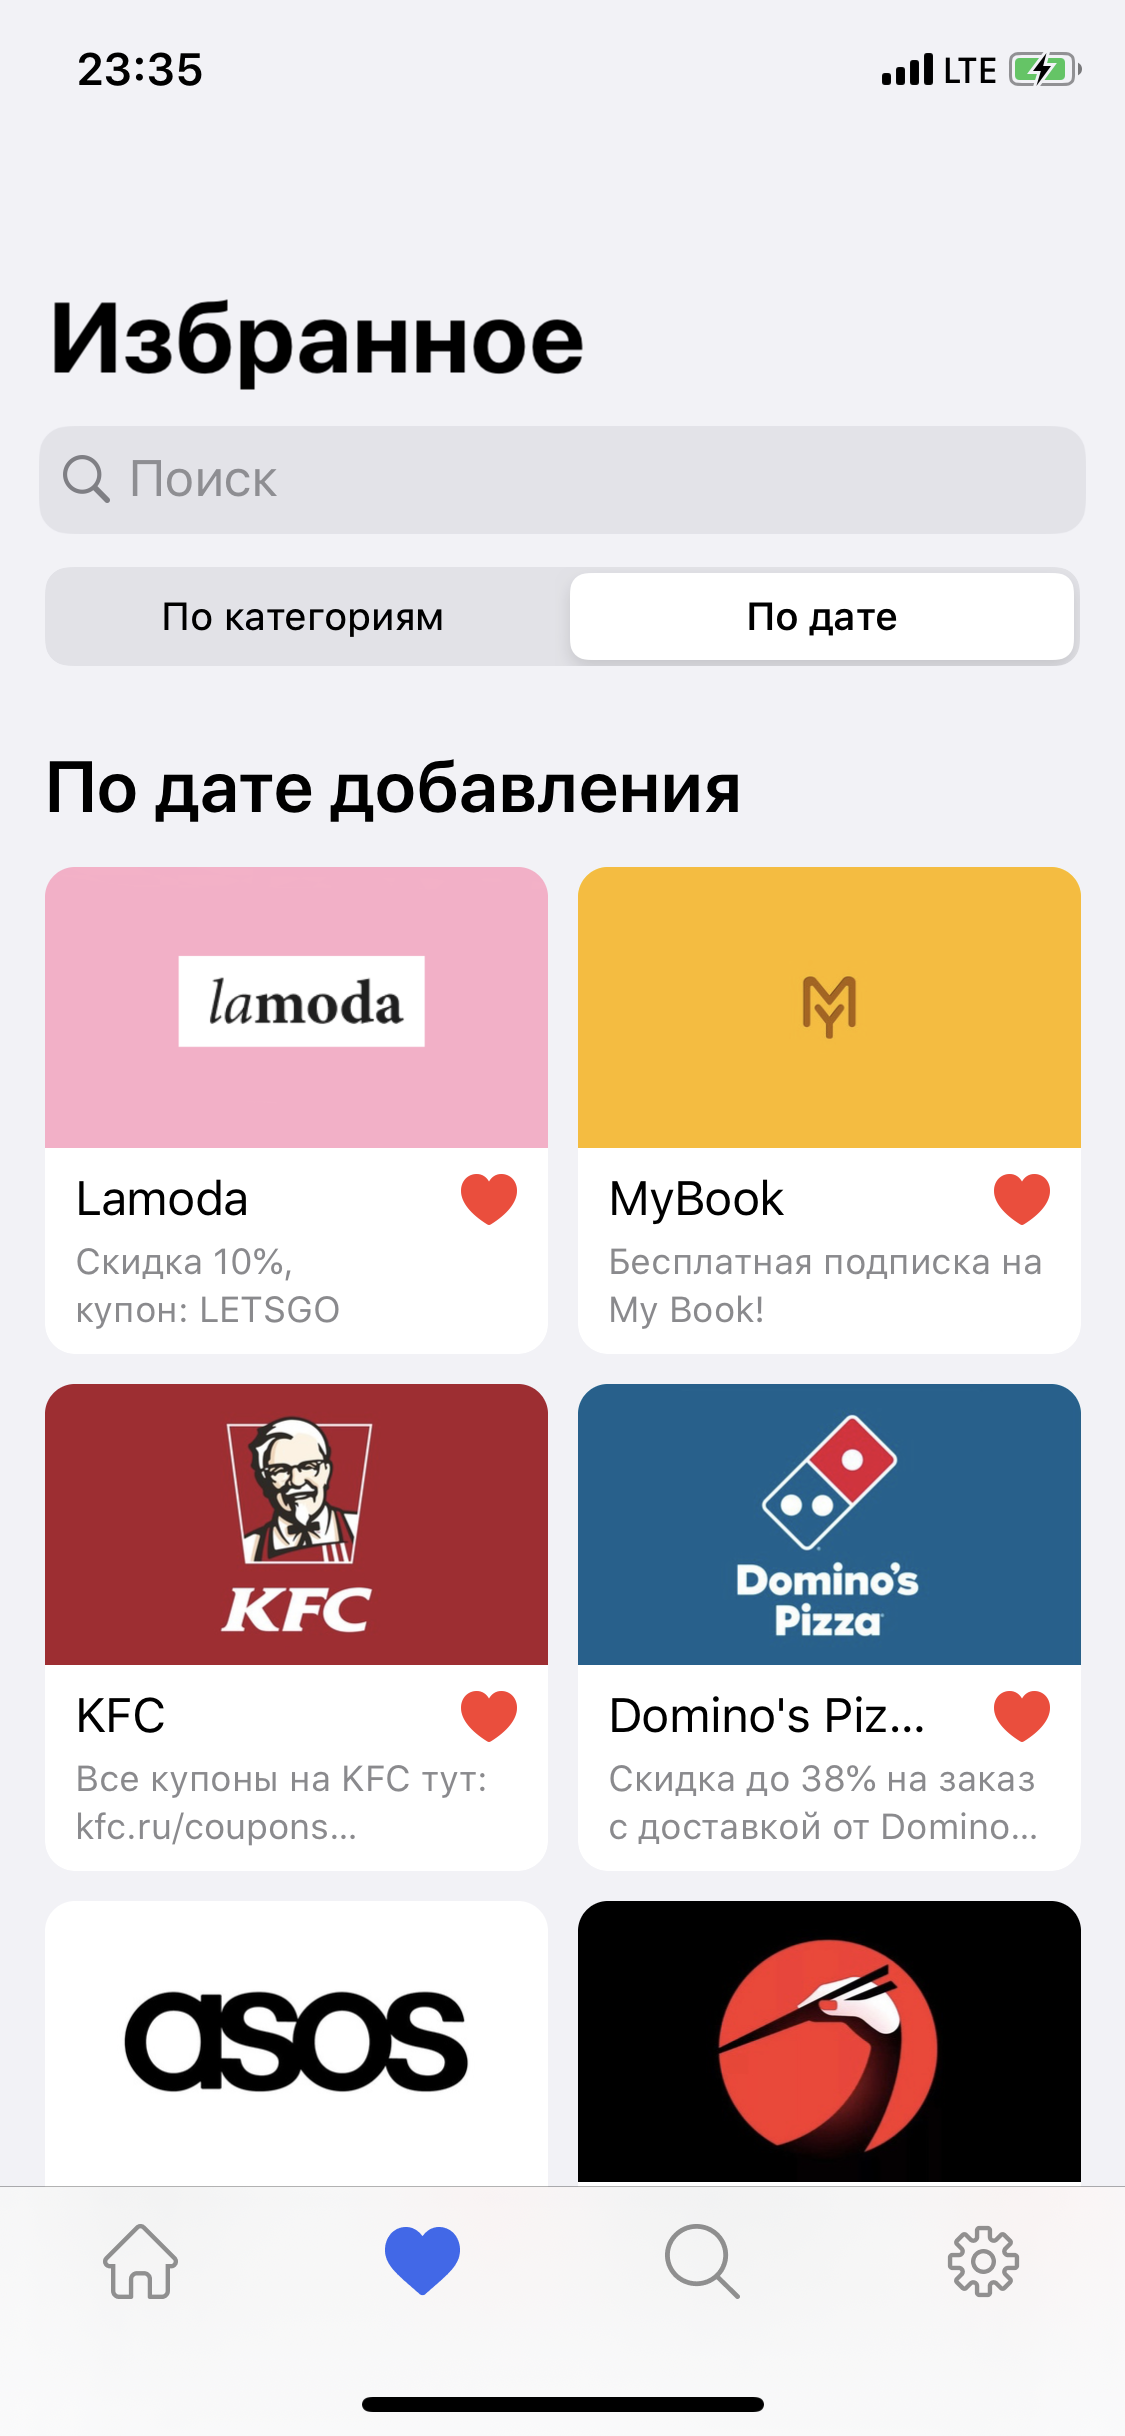 23:35 LTE
Избранное
Поиск
По категориям По дате
По дате добавления
lamoda
Lamoda
Скидка 10%,
купон: LETSGO
MY
MyBook
Бесплатная подписка на
My Book!
KFC
KFC
Все купоны на KFC тут:
kfc.ru/coupons...
Domino's
Pizza
Domino's Piz...
Скидка до 38% на заказ
с доставкой от Domino...
asos